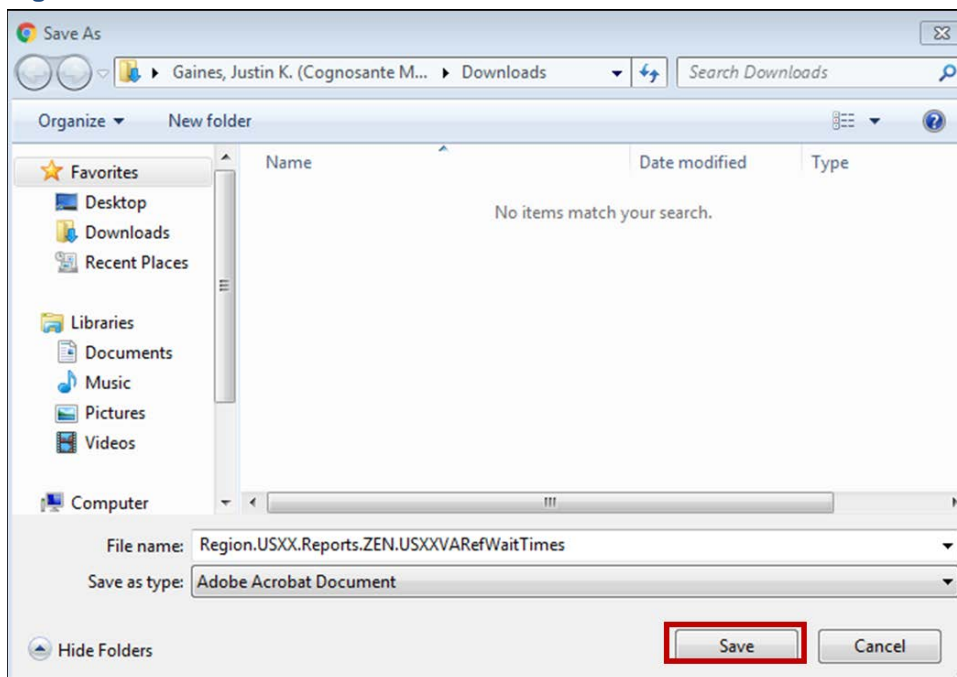 Save As
Gaines, Justin K. (Cognosante M... Downloads
Search Downloads
Organize New folder
Name Date modified Type
Favorites
Desktop
Downloads
Recent Places
Libraries
Documents
Music
Pictures
Videos
Computer
No items match your search.
File name: Region.USXX.Reports.ZEN.USXXVARefWaitTimes
Save as type: Adobe Acrobat Document
Hide Folders
Save Cancel